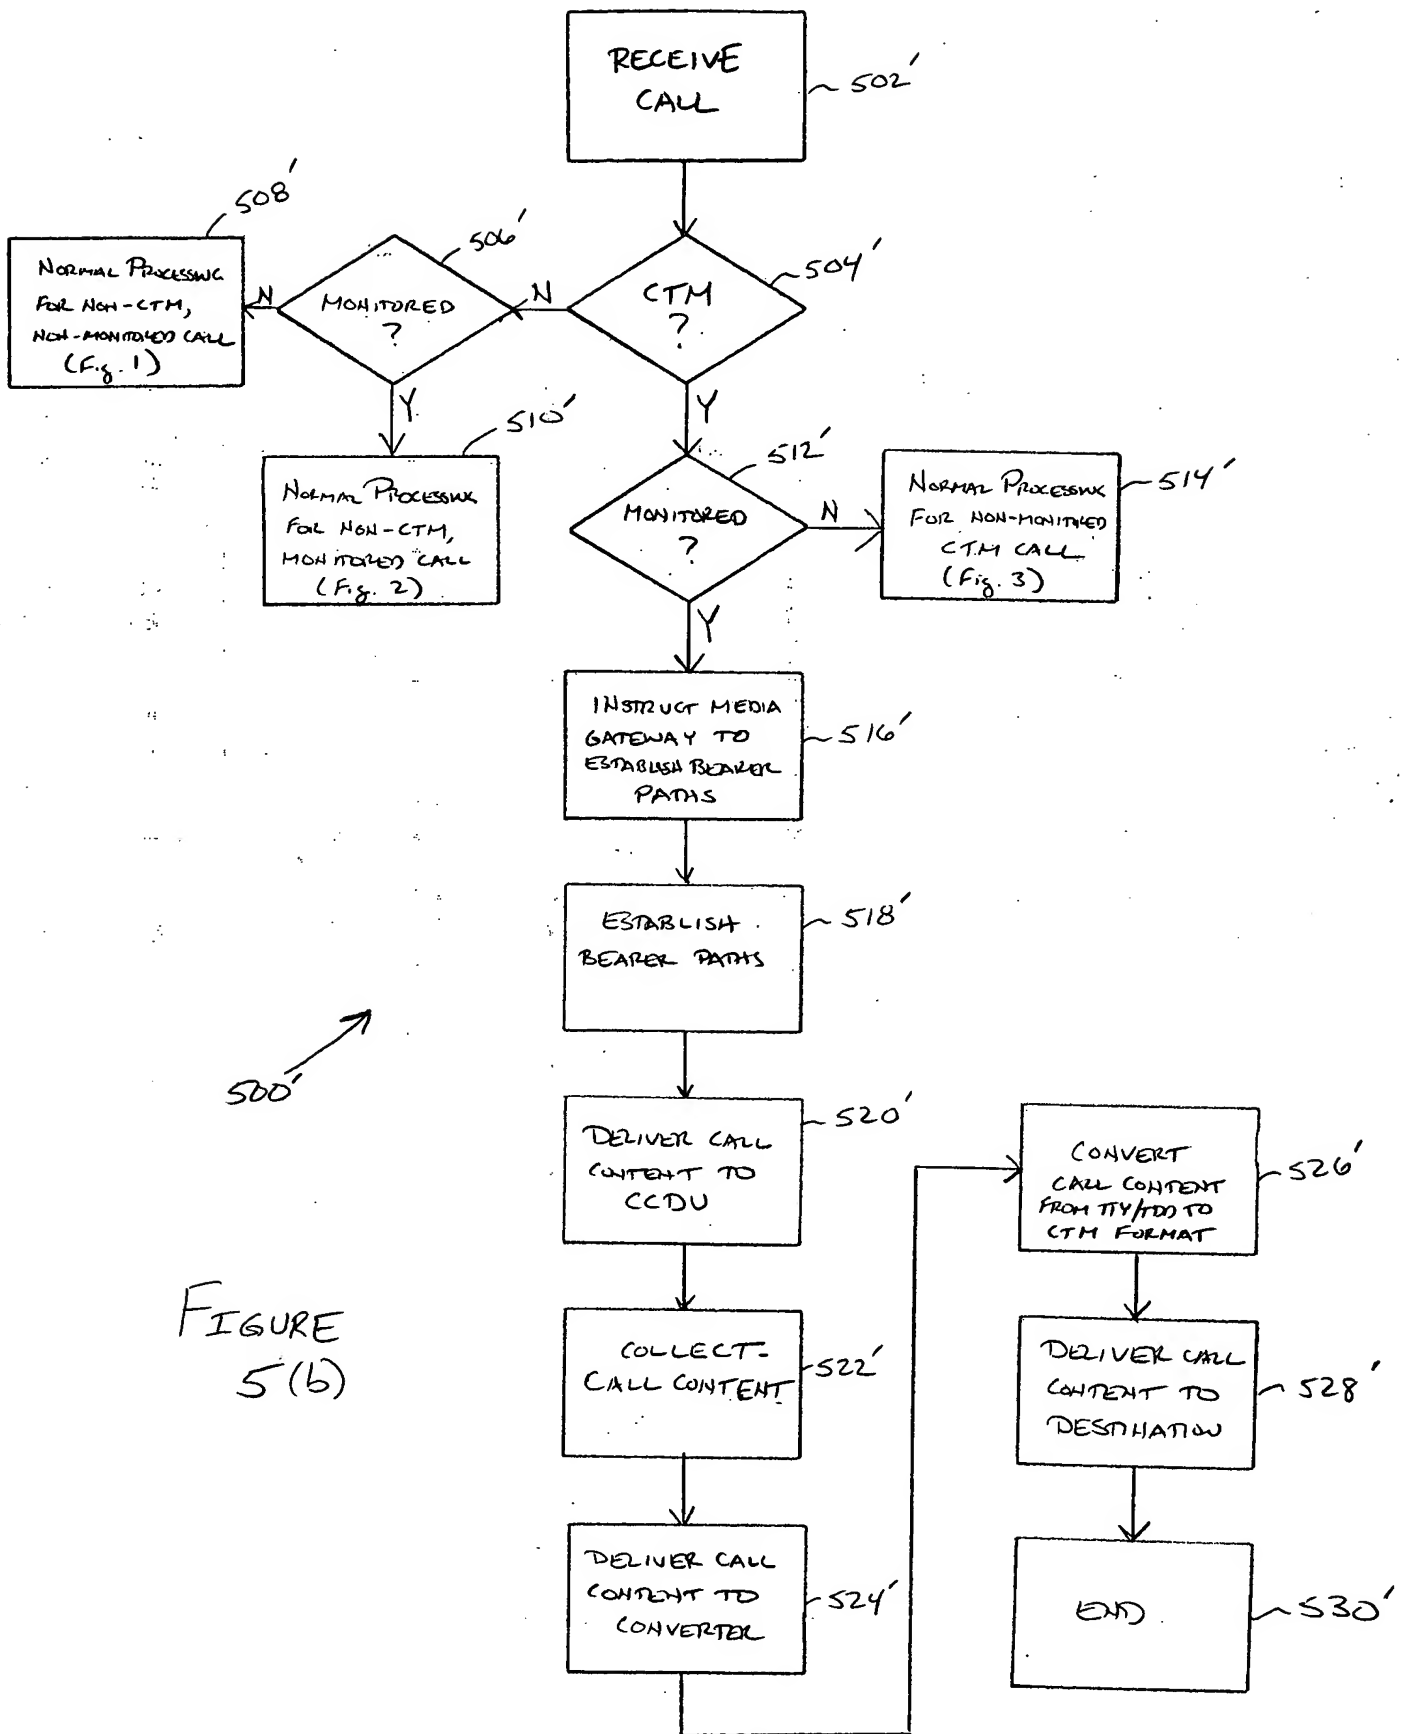 RECEIVE
CALL
502'
CTM
?
504'
N
Y
MONITORED
?
506'
N
Y
NORMAL PROCESSING
FOR NON-CTM,
NON-MONITORED CALL
(Fig. 1)
508'
NORMAL PROCESSING
FOR NON-CTM,
MONITORED CALL
(Fig. 2)
510'
MONITORED
?
512'
N
Y
NORMAL PROCESSING
FOR NON-MONITORED
CTM CALL
(Fig. 3)
514'
INSTRUCT MEDIA
GATEWAY TO
ESTABLISH BEARER
PATHS
516'
ESTABLISH
BEARER PATHS
518'
500'
DELIVER CALL
CONTENT TO
CCDU
520'
COLLECT
CALL CONTENT
522'
DELIVER CALL
CONTENT TO
CONVERTER
524'
CONVERT
CALL CONTENT
FROM TTY/TDD TO
CTM FORMAT
526'
DELIVER CALL
CONTENT TO
DESTINATION
528'
END
530'
FIGURE
5(b)